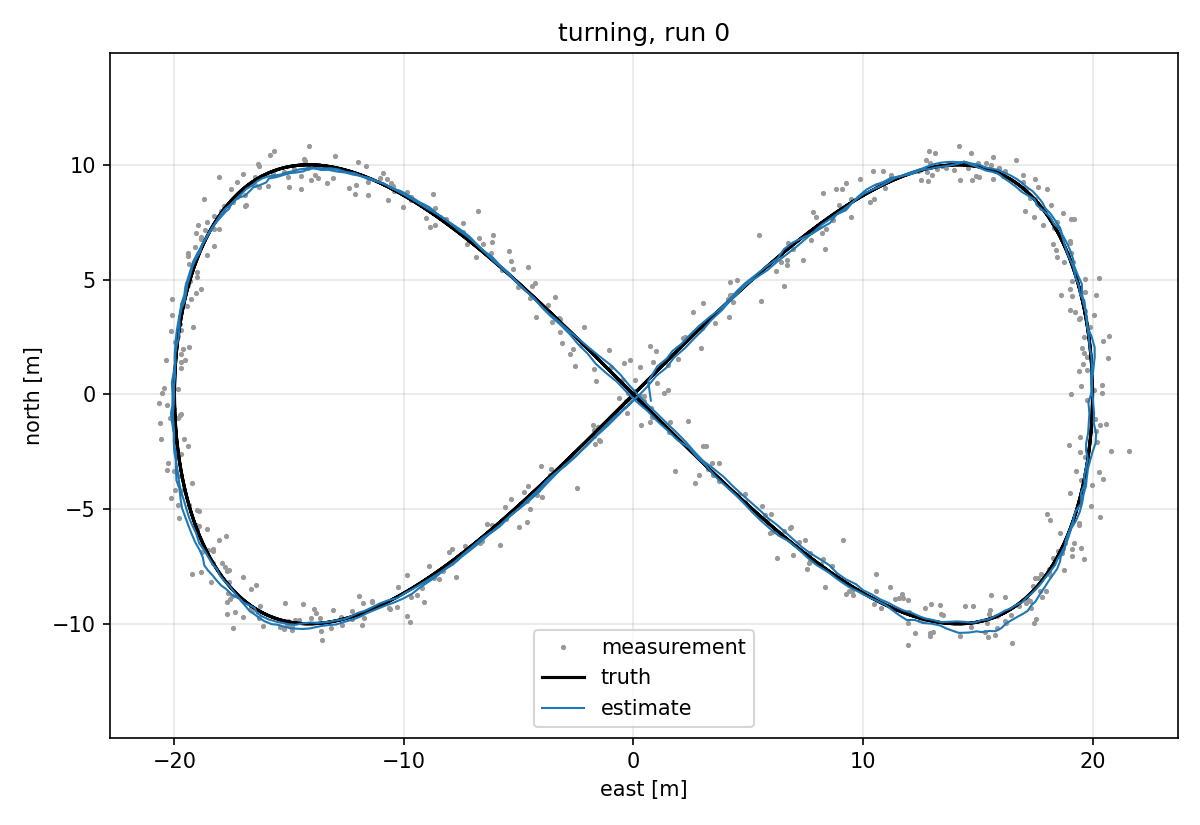 turning, run 0
north [m]
10
5
0
−5
−10
measurement
truth
estimate
−20
−10
0
10
20
east [m]